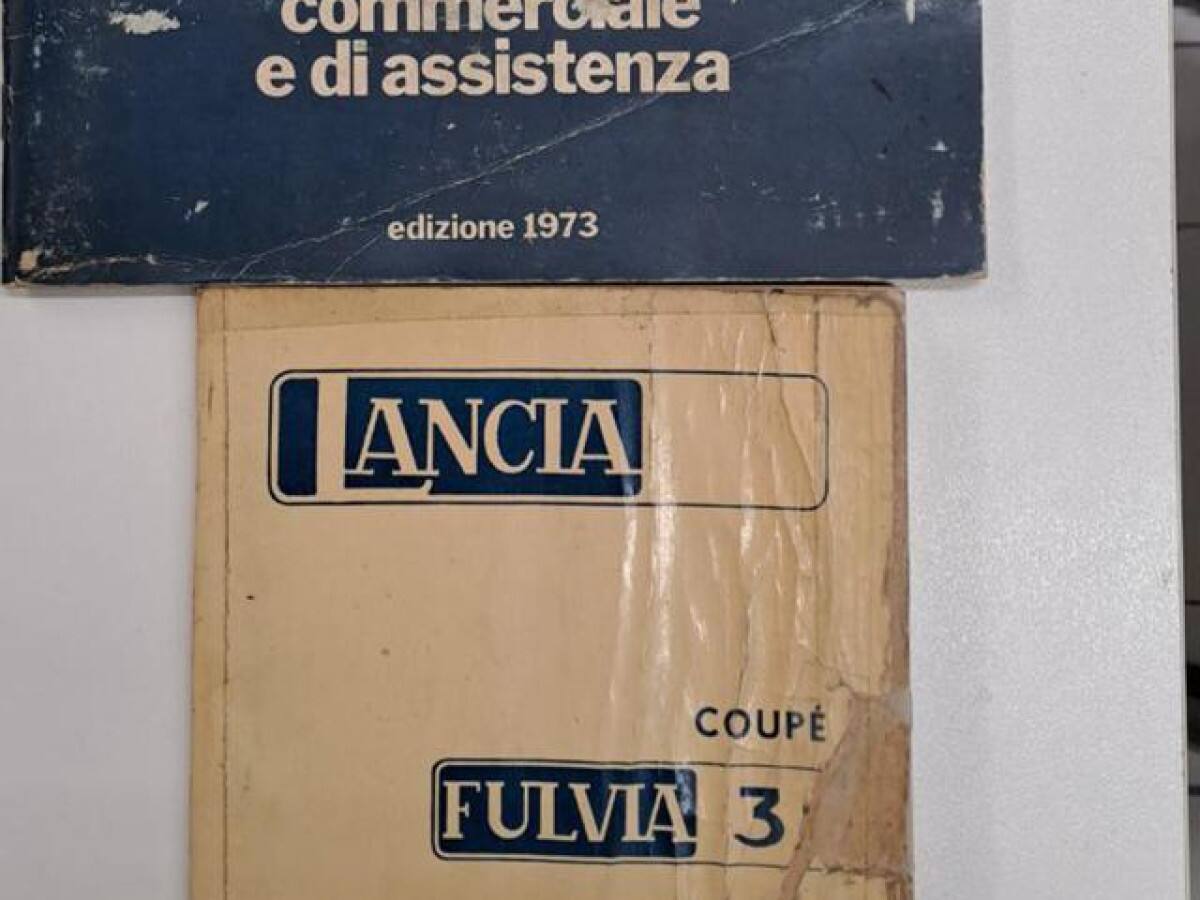 commerciale
e di assistenza
edizione 1973
LANCIA
COUPÉ
FULVIA 3